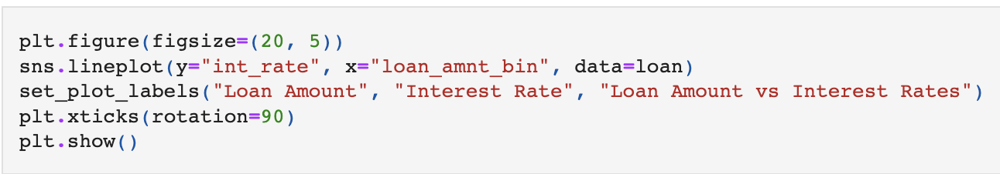 plt.figure(figsize=(20, 5))
sns.lineplot(y="int_rate", x="loan_amnt_bin", data=loan)
set_plot_labels("Loan Amount", "Interest Rate", "Loan Amount vs Interest Rates")
plt.xticks(rotation=90)
plt.show()